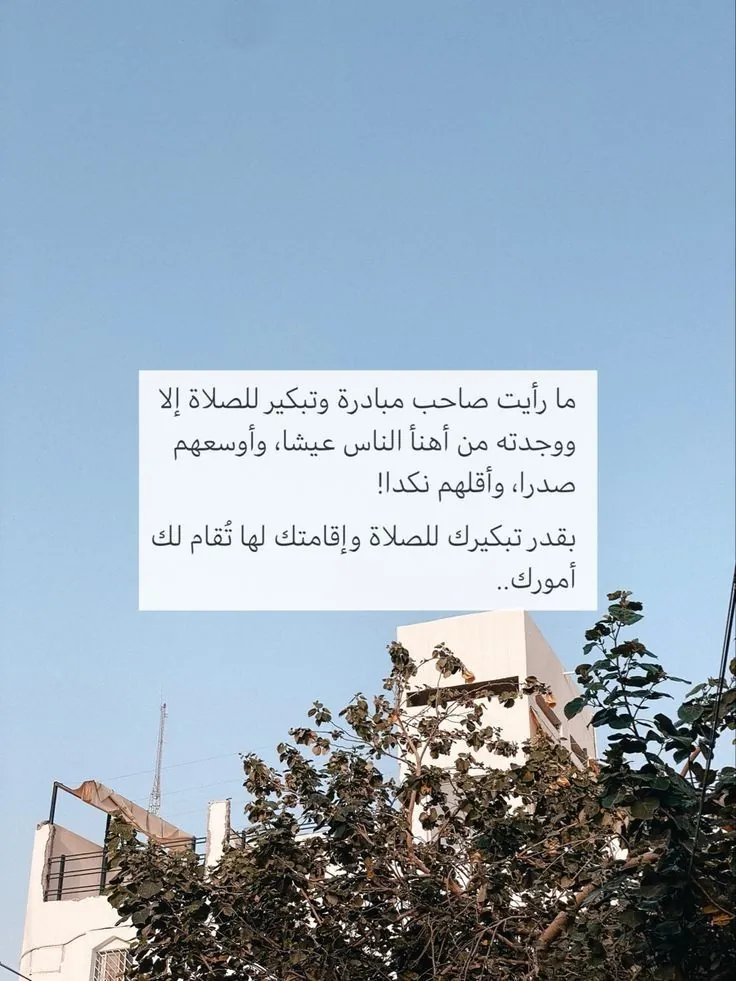 ما رأيت صاحب مبادرة وتبكير للصلاة إلا
ووجدته من أهنأ الناس عيشا، وأوسعهم
صدرا، وأقلهم نكدا!
بقدر تبكيرك للصلاة وإقامتك لها تُقام لك
أمورك..